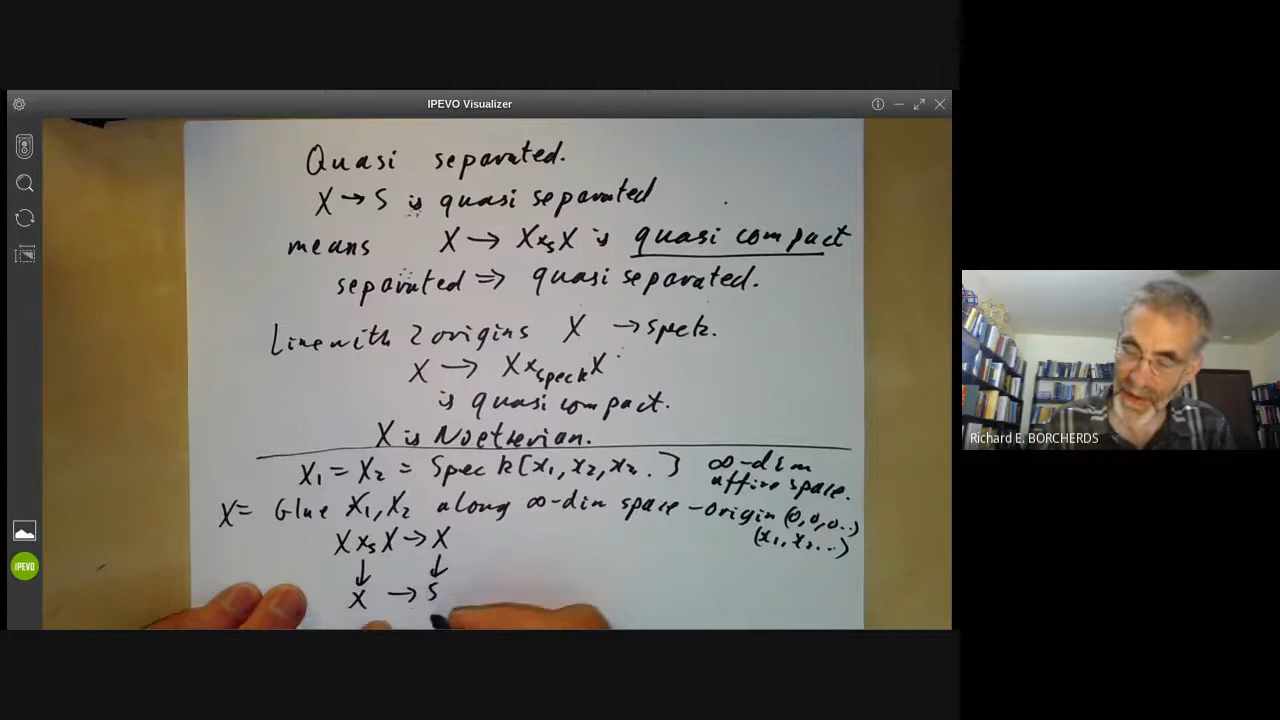 IPEVO Visualizer
Quasi separated.
X → S is quasi separated
means X → X×ₛX is quasi compact
separated ⇒ quasi separated.
Line with 2 origins X → spec k.
X → X×_{spec k}X
is quasi compact.
X is Noetherian.
X₁ = X₂ = Spec k[x₁, x₂, x₃..] ∞-dim
affine space.
X = Glue X₁, X₂ along ∞-dim space - origin (0,0,0..)
(x₁, x₂...)
X×ₛX → X
↓ ↓
X → S
Richard E. BORCHERDS
IPEVO